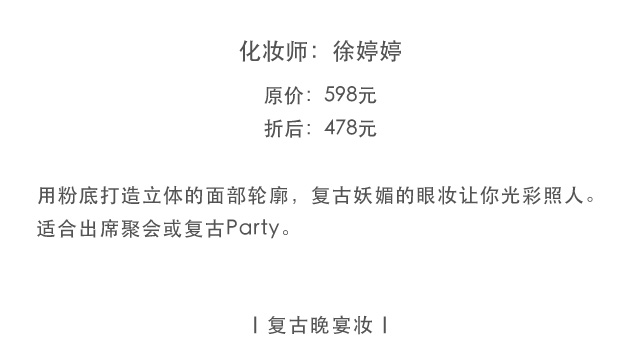 化妆师：徐婷婷
原价：598元
折后：478元
用粉底打造立体的面部轮廓，复古妖媚的眼妆让你光彩照人。
适合出席聚会或复古Party。
| 复古晚宴妆 |